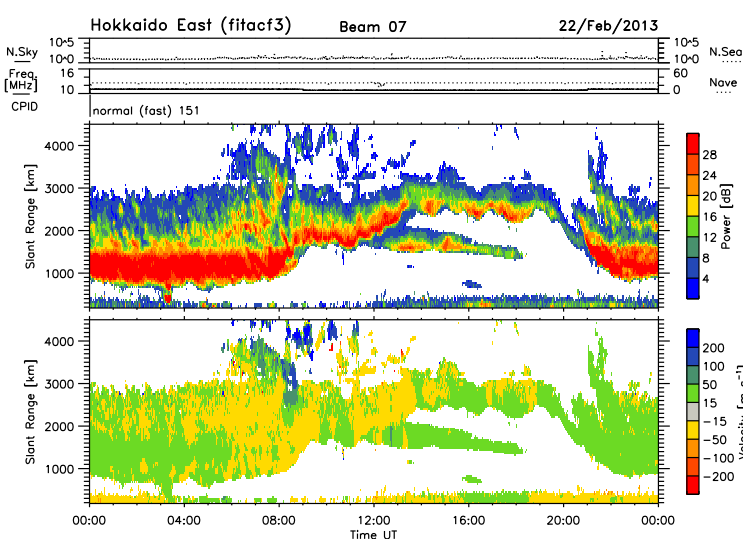 Hokkaido East (fitacf3) Beam 07 22/Feb/2013
N.Sky 10^5 10^0 10^5 10^0 N.Sea
Freq. [MHz] 16 10 60 0 Nave
CPID normal (fast) 151
Slant Range [km] 4000 3000 2000 1000
Power [dB] 28 24 20 16 12 8 4
Slant Range [km] 4000 3000 2000 1000
Velocity [m s⁻¹] 200 100 50 15 −15 −50 −100 −200
00:00 04:00 08:00 12:00 16:00 20:00 00:00
Time UT